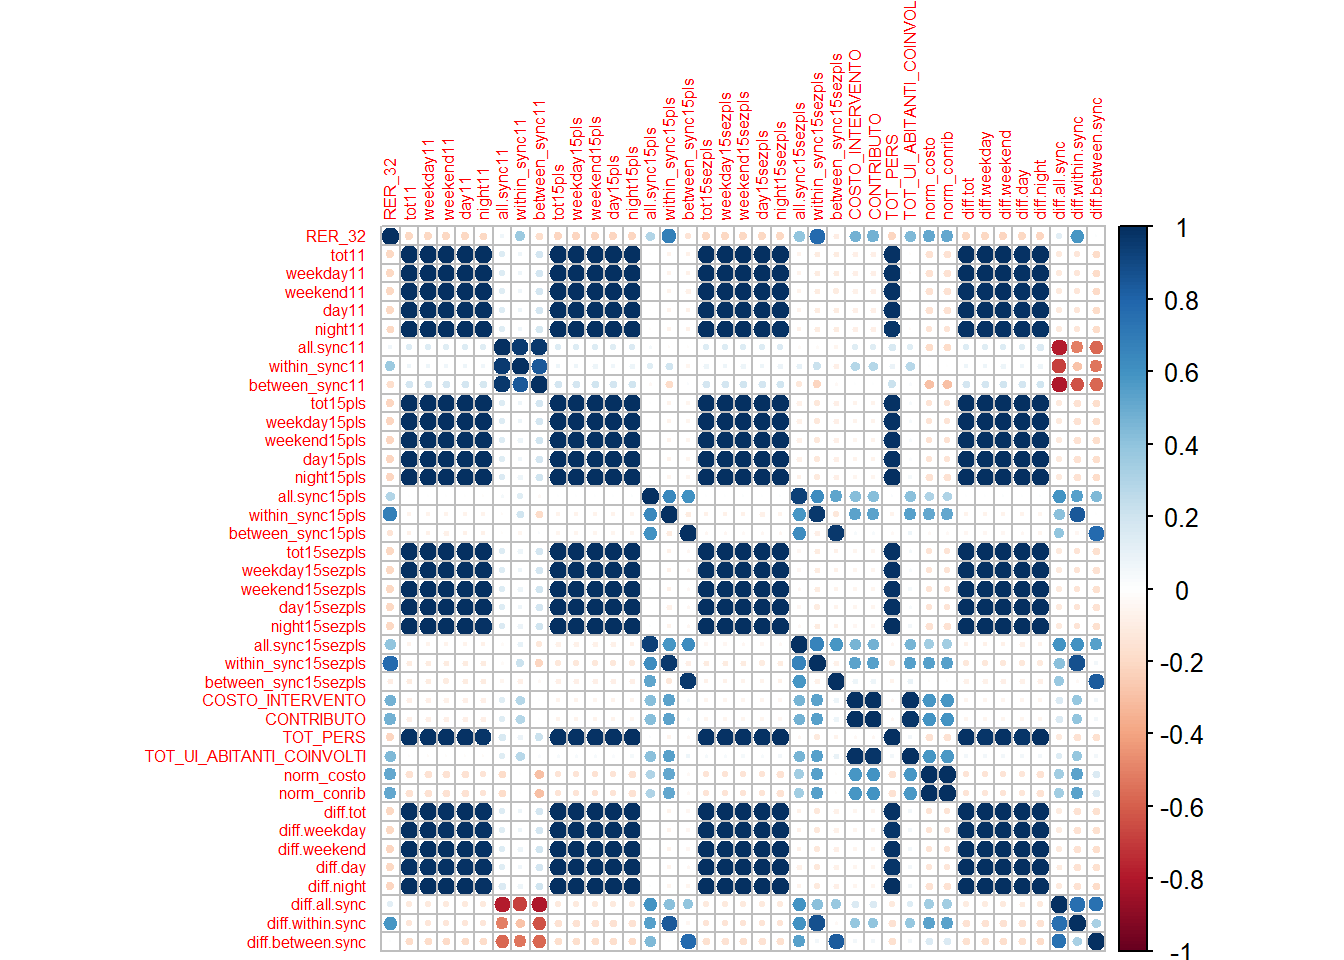 RER_32
tot11
weekday11
weekend11
day11
night11
all.sync11
within_sync11
between_sync11
tot15pls
weekday15pls
weekend15pls
day15pls
night15pls
all.sync15pls
within_sync15pls
between_sync15pls
tot15sezpls
weekday15sezpls
weekend15sezpls
day15sezpls
night15sezpls
all.sync15sezpls
within_sync15sezpls
between_sync15sezpls
COSTO_INTERVENTO
CONTRIBUTO
TOT_PERS
TOT_UI_ABITANTI_COINVOL
norm_costo
norm_conrib
diff.tot
diff.weekday
diff.weekend
diff.day
diff.night
diff.all.sync
diff.within.sync
diff.between.sync
RER_32
tot11
weekday11
weekend11
day11
night11
all.sync11
within_sync11
between_sync11
tot15pls
weekday15pls
weekend15pls
day15pls
night15pls
all.sync15pls
within_sync15pls
between_sync15pls
tot15sezpls
weekday15sezpls
weekend15sezpls
day15sezpls
night15sezpls
all.sync15sezpls
within_sync15sezpls
between_sync15sezpls
COSTO_INTERVENTO
CONTRIBUTO
TOT_PERS
TOT_UI_ABITANTI_COINVOLTI
norm_costo
norm_conrib
diff.tot
diff.weekday
diff.weekend
diff.day
diff.night
diff.all.sync
diff.within.sync
diff.between.sync
1
0.8
0.6
0.4
0.2
0
-0.2
-0.4
-0.6
-0.8
-1